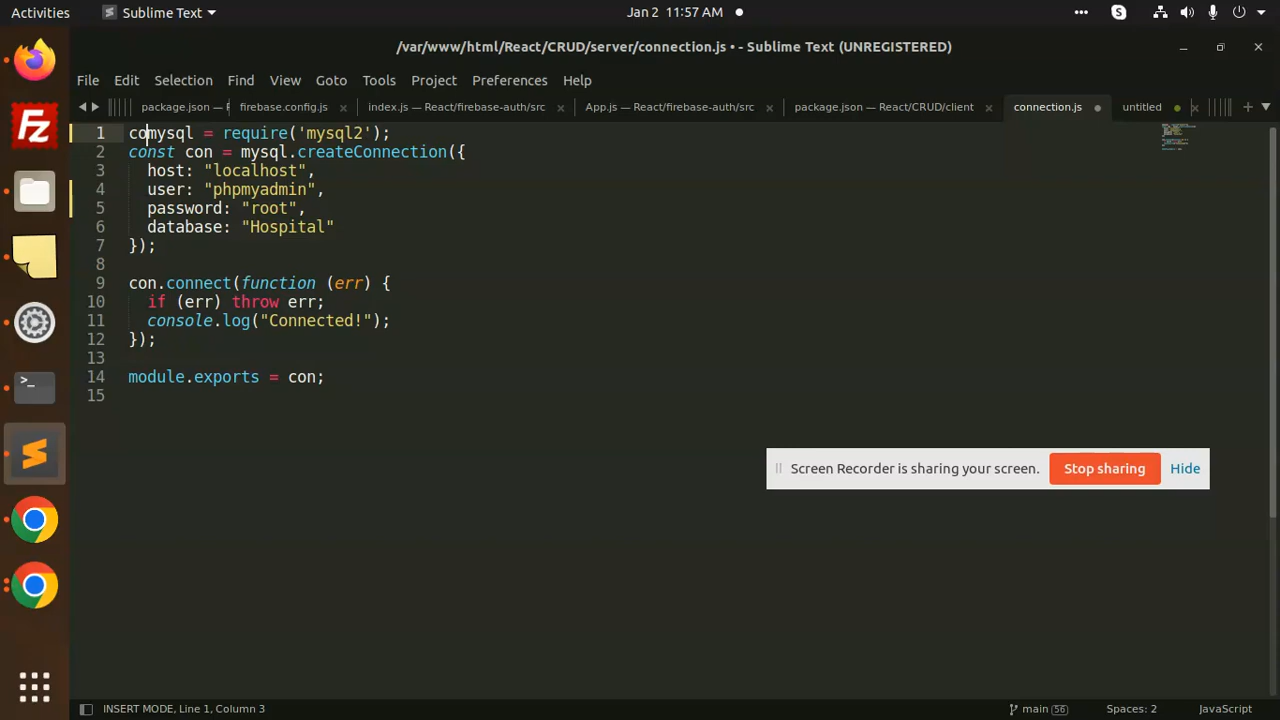 Activities
Sublime Text
Jan 2 11:57 AM
/var/www/html/React/CRUD/server/connection.js • - Sublime Text (UNREGISTERED)
File Edit Selection Find View Goto Tools Project Preferences Help
package.json — F
firebase.config.js
index.js — React/firebase-auth/src
App.js — React/firebase-auth/src
package.json — React/CRUD/client
connection.js
untitled
1 comysql = require('mysql2');
2 const con = mysql.createConnection({
3 host: "localhost",
4 user: "phpmyadmin",
5 password: "root",
6 database: "Hospital"
7 });
8
9 con.connect(function (err) {
10 if (err) throw err;
11 console.log("Connected!");
12 });
13
14 module.exports = con;
15
Screen Recorder is sharing your screen. Stop sharing Hide
INSERT MODE, Line 1, Column 3
main 56
Spaces: 2
JavaScript